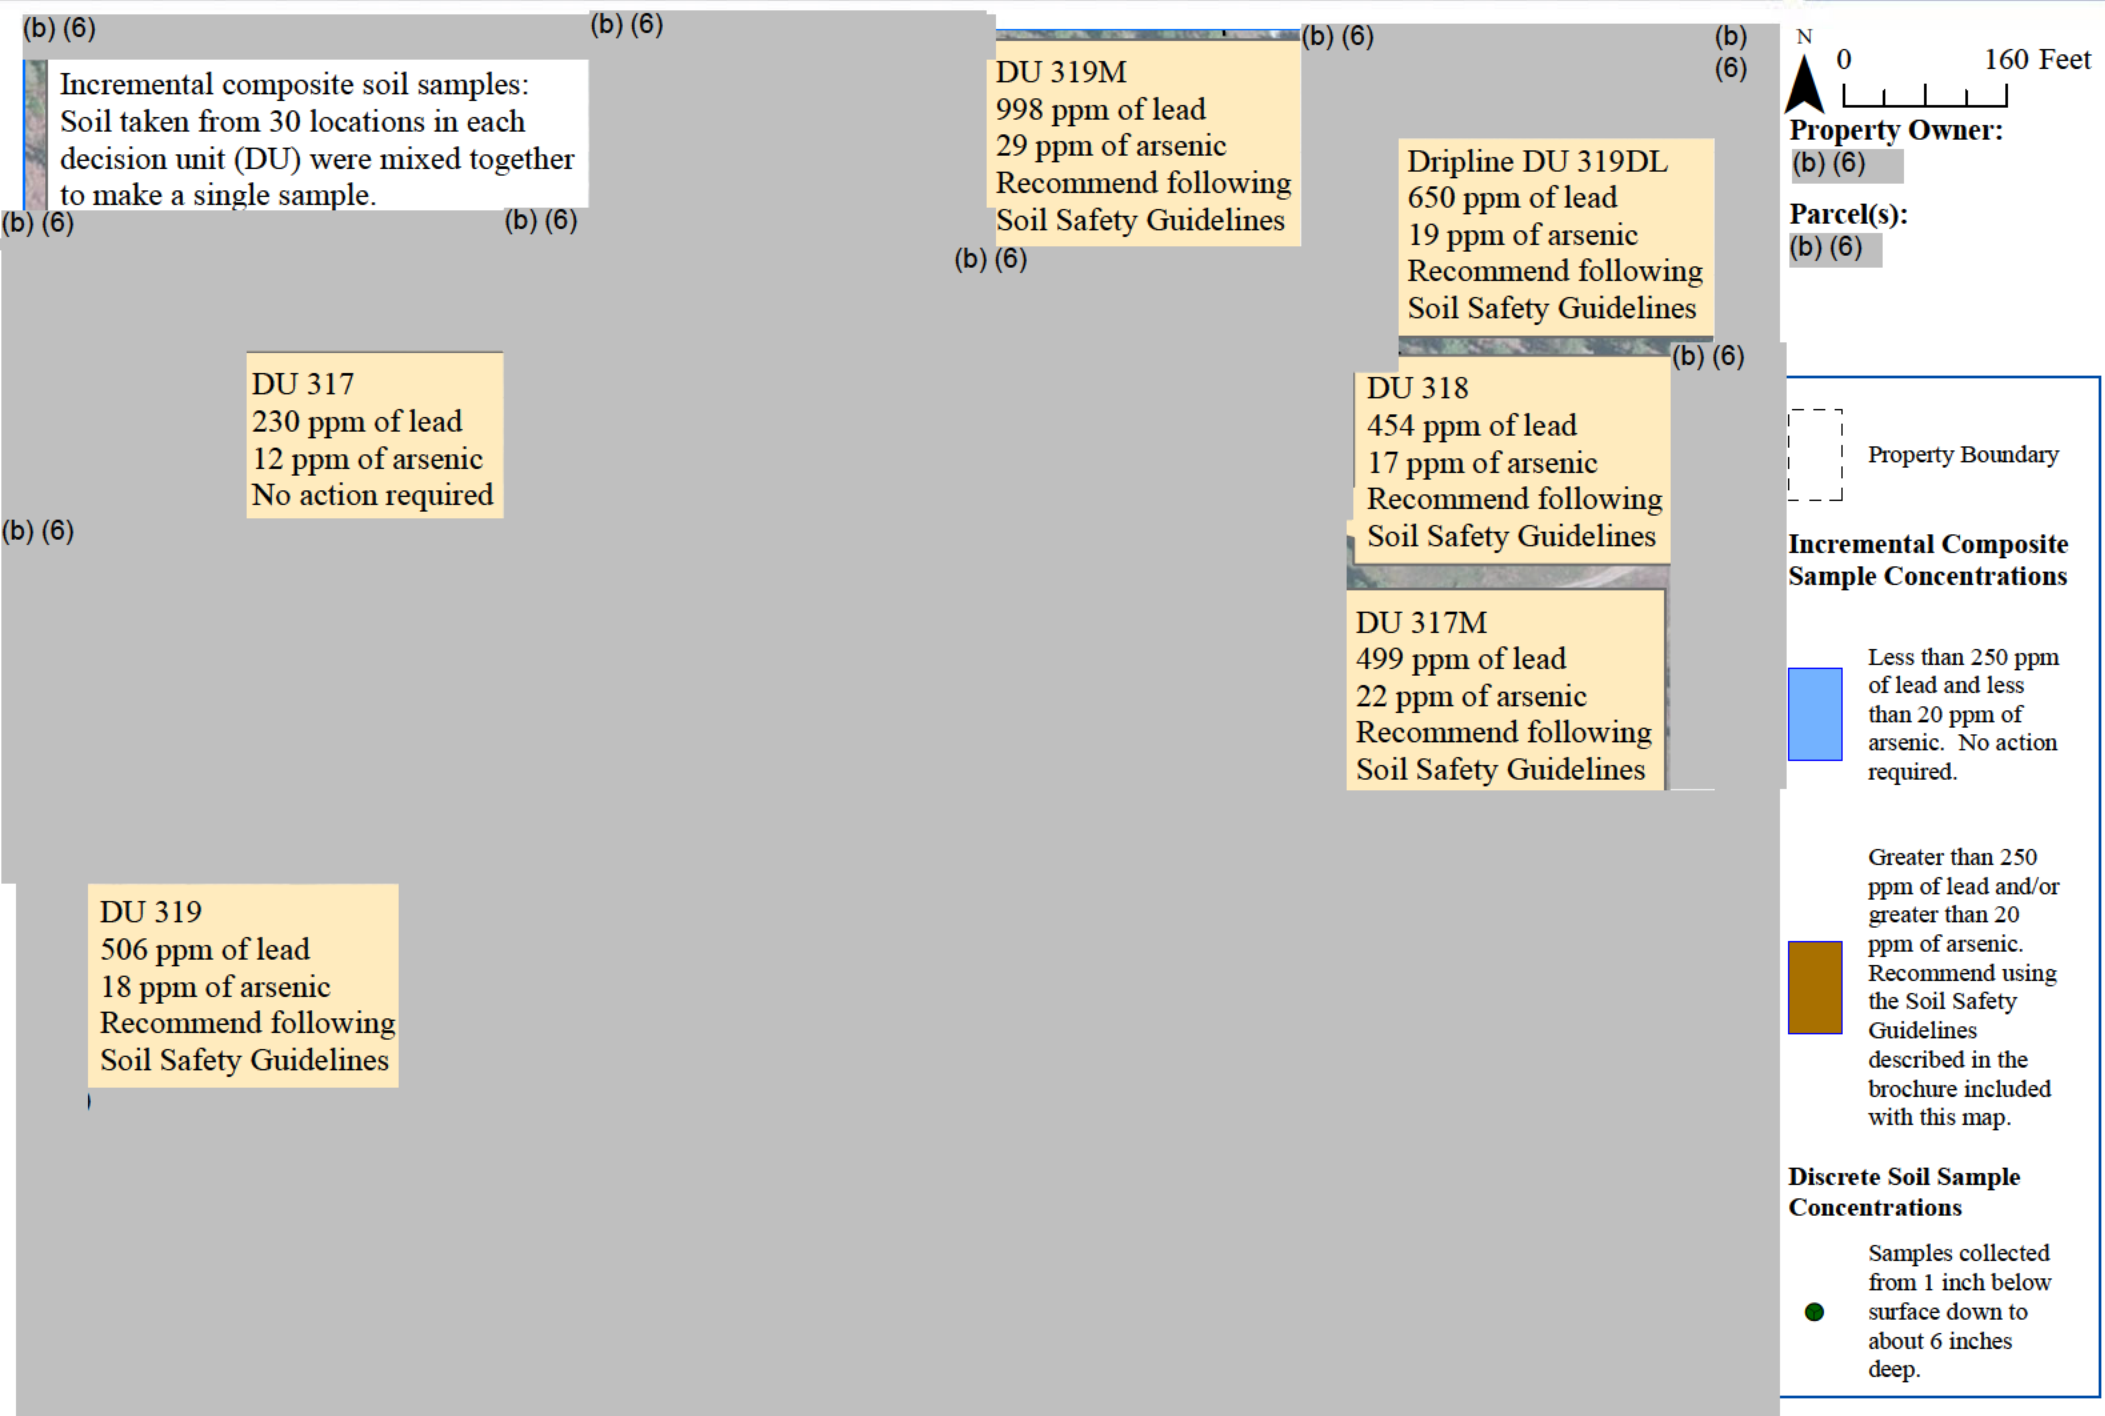 (b) (6)
(b) (6)
(b) (6)
(b)
(6)
Incremental composite soil samples:
Soil taken from 30 locations in each
decision unit (DU) were mixed together
to make a single sample.
(b) (6)
(b) (6)
DU 319M
998 ppm of lead
29 ppm of arsenic
Recommend following
Soil Safety Guidelines
(b) (6)
Dripline DU 319DL
650 ppm of lead
19 ppm of arsenic
Recommend following
Soil Safety Guidelines
(b) (6)
DU 317
230 ppm of lead
12 ppm of arsenic
No action required
(b) (6)
DU 318
454 ppm of lead
17 ppm of arsenic
Recommend following
Soil Safety Guidelines
DU 317M
499 ppm of lead
22 ppm of arsenic
Recommend following
Soil Safety Guidelines
DU 319
506 ppm of lead
18 ppm of arsenic
Recommend following
Soil Safety Guidelines
N
0 160 Feet
Property Owner:
(b) (6)
Parcel(s):
(b) (6)
Property Boundary
Incremental Composite
Sample Concentrations
Less than 250 ppm
of lead and less
than 20 ppm of
arsenic. No action
required.
Greater than 250
ppm of lead and/or
greater than 20
ppm of arsenic.
Recommend using
the Soil Safety
Guidelines
described in the
brochure included
with this map.
Discrete Soil Sample
Concentrations
Samples collected
from 1 inch below
surface down to
about 6 inches
deep.